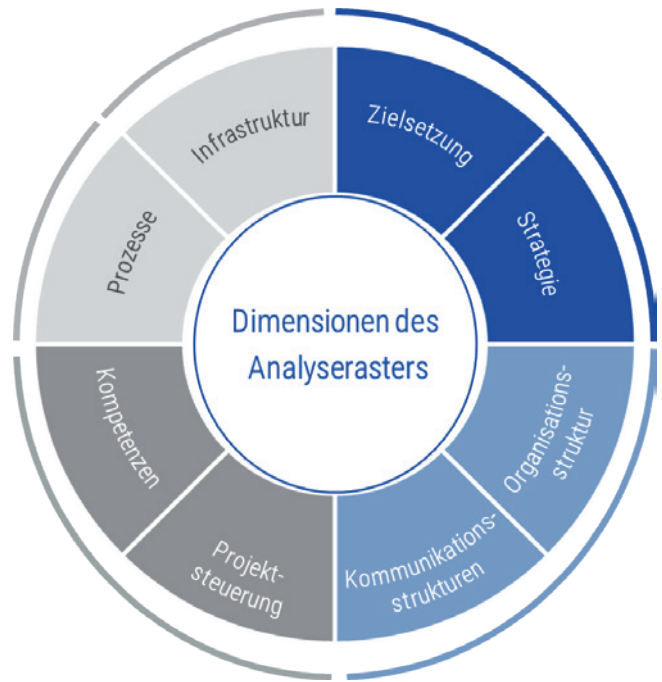 Dimensionen des
Analyserasters
Zielsetzung
Strategie
Organisations-
struktur
Kommunikations-
strukturen
Projekt-
steuerung
Kompetenzen
Prozesse
Infrastruktur